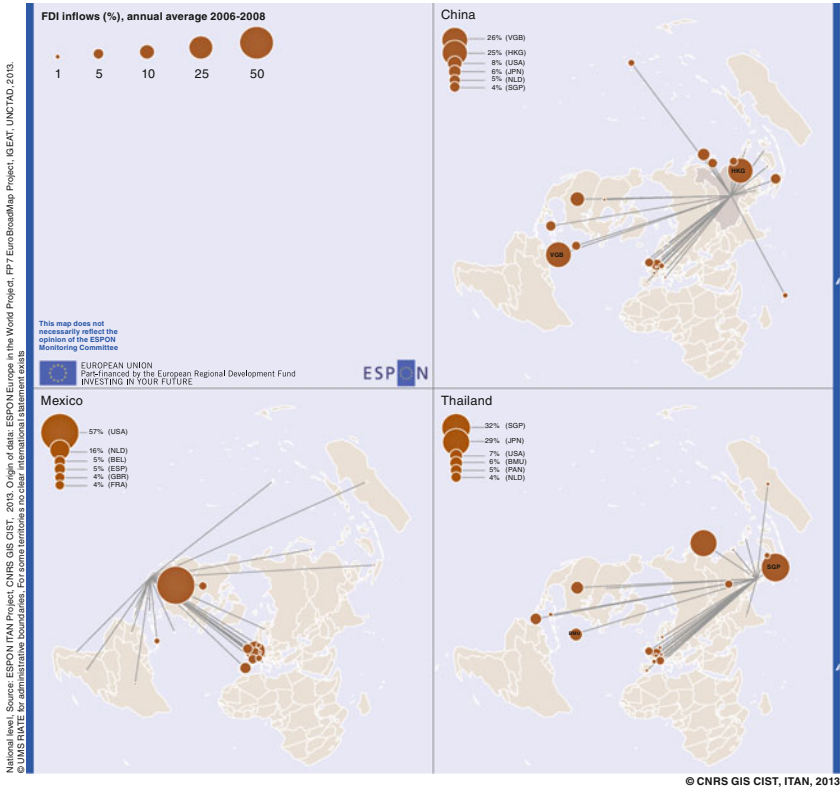 FDI inflows (%), annual average 2006-2008
1 5 10 25 50
This map does not
necessarily reflect the
opinion of the ESPON
Monitoring Committee
EUROPEAN UNION
Part-financed by the European Regional Development Fund
INVESTING IN YOUR FUTURE
ESPON
China
26% (VGB)
25% (HKG)
8% (USA)
6% (JPN)
5% (NLD)
4% (SGP)
HKG
VGB
Mexico
57% (USA)
16% (NLD)
5% (BEL)
5% (ESP)
4% (GBR)
4% (FRA)
Thailand
32% (SGP)
29% (JPN)
7% (USA)
6% (BMU)
5% (PAN)
4% (NLD)
SGP
BMU
National level, Source: ESPON ITAN Project, CNRS GIS CIST, 2013. Origin of data: ESPON Europe in the World Project, FP7 EuroBroadMap Project, IGEAT, UNCTAD, 2013.
© UMS RIATE for administrative boundaries, For some territories no clear international statement exists
© CNRS GIS CIST, ITAN, 2013